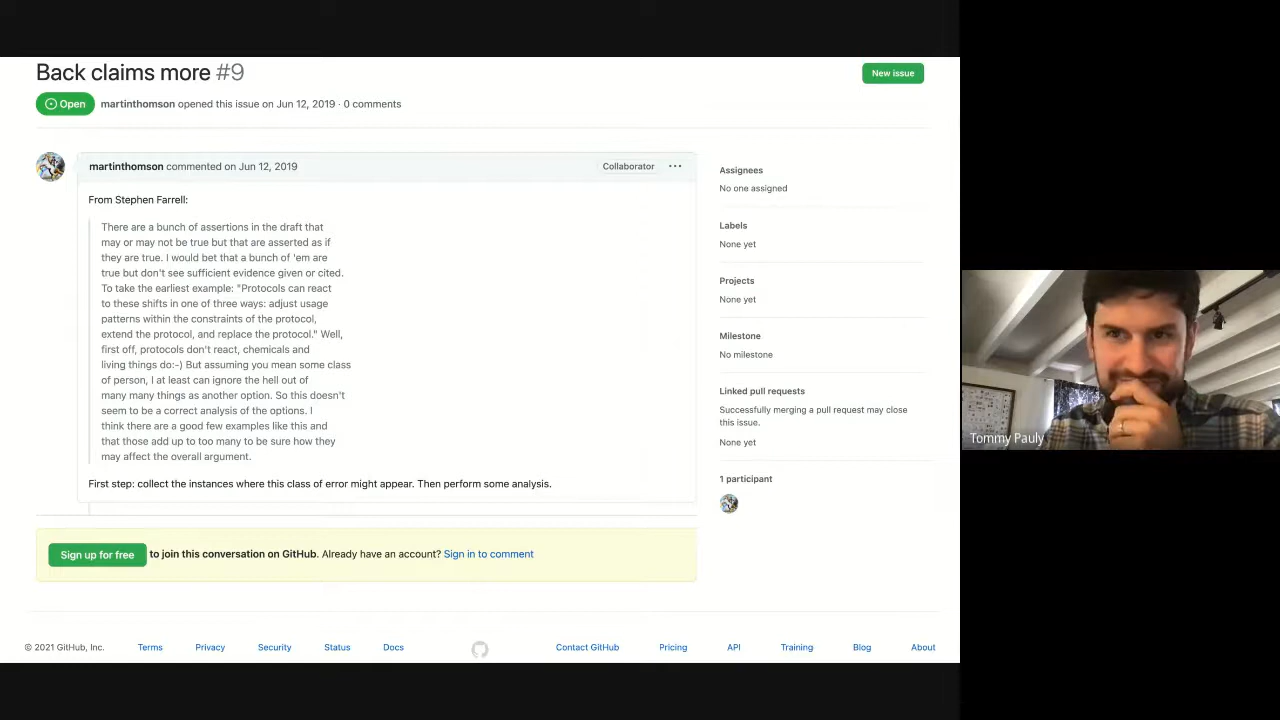 Back claims more #9
New issue
Open
martinthomson opened this issue on Jun 12, 2019 · 0 comments
martinthomson commented on Jun 12, 2019
Collaborator
From Stephen Farrell:
There are a bunch of assertions in the draft that
may or may not be true but that are asserted as if
they are true. I would bet that a bunch of 'em are
true but don't see sufficient evidence given or cited.
To take the earliest example: "Protocols can react
to these shifts in one of three ways: adjust usage
patterns within the constraints of the protocol,
extend the protocol, and replace the protocol." Well,
first off, protocols don't react, chemicals and
living things do:-) But assuming you mean some class
of person, I at least can ignore the hell out of
many many things as another option. So this doesn't
seem to be a correct analysis of the options. I
think there are a good few examples like this and
that those add up to too many to be sure how they
may affect the overall argument.
First step: collect the instances where this class of error might appear. Then perform some analysis.
Assignees
No one assigned
Labels
None yet
Projects
None yet
Milestone
No milestone
Linked pull requests
Successfully merging a pull request may close
this issue.
None yet
1 participant
Sign up for free to join this conversation on GitHub. Already have an account? Sign in to comment
© 2021 GitHub, Inc. Terms Privacy Security Status Docs Contact GitHub Pricing API Training Blog About
Tommy Pauly